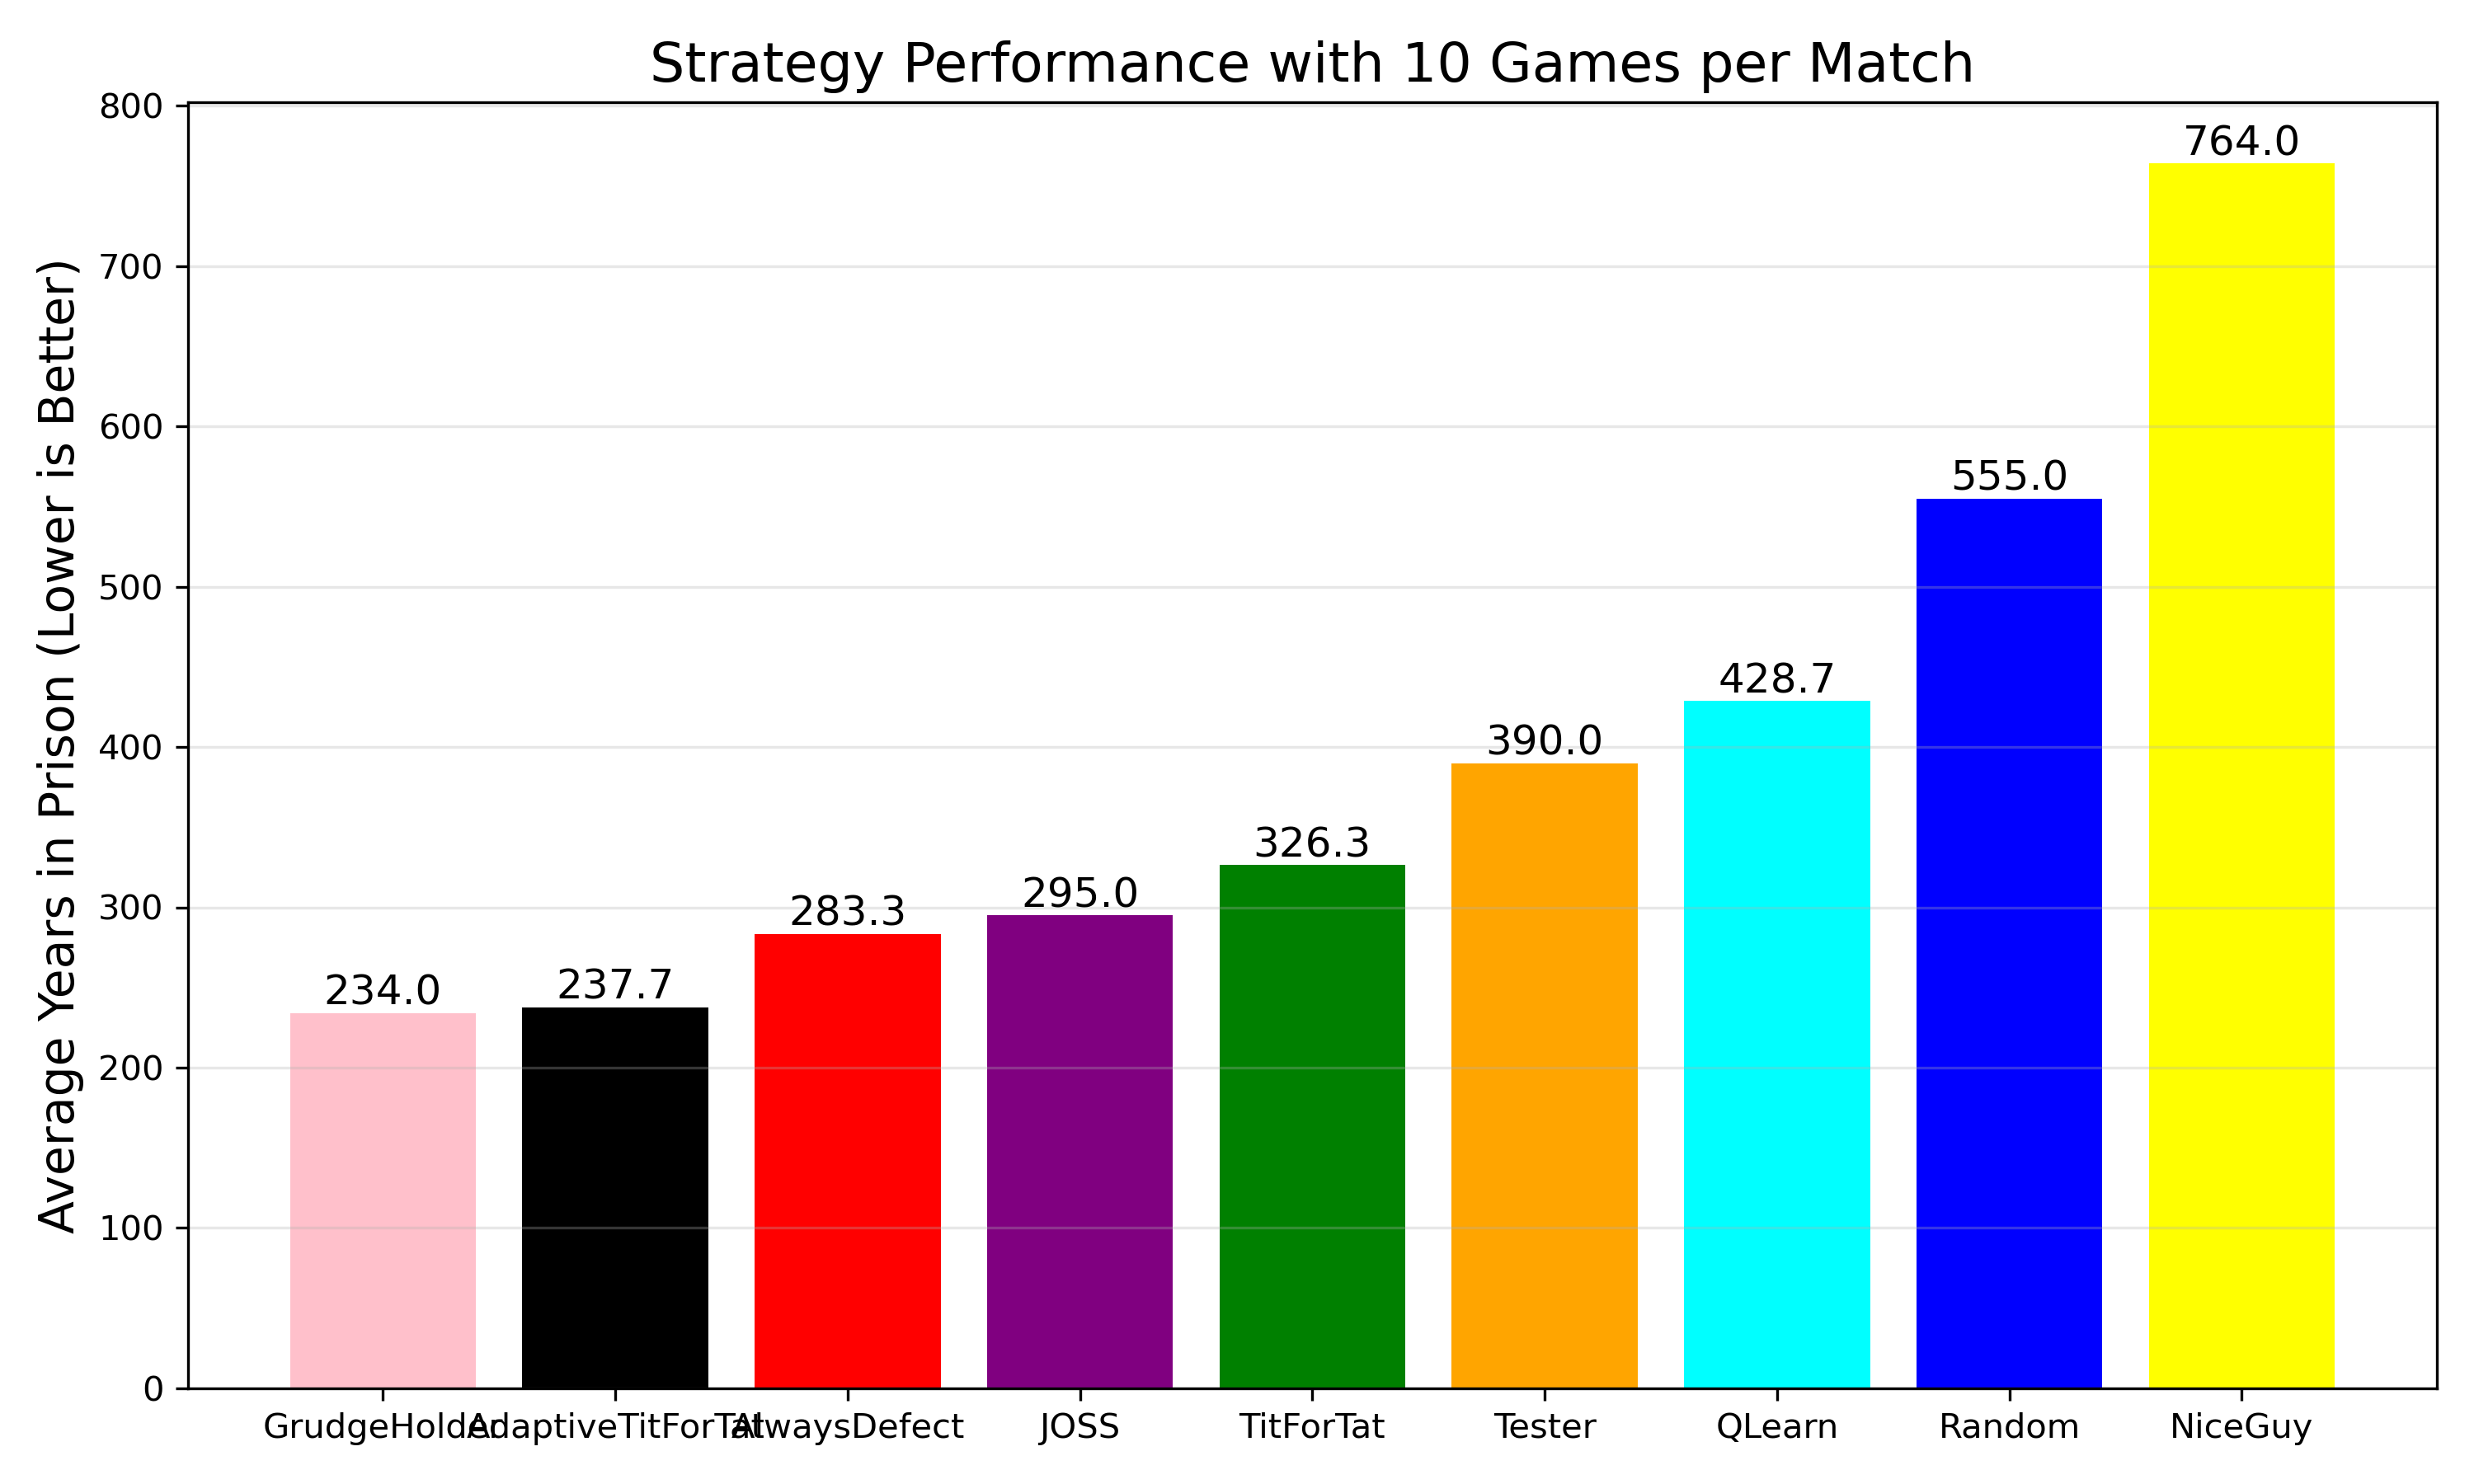 Strategy Performance with 10 Games per Match
Average Years in Prison (Lower is Better)
800
700
600
500
400
300
200
100
0
234.0
237.7
283.3
295.0
326.3
390.0
428.7
555.0
764.0
GrudgeHolder
AdaptiveTitForTat
AlwaysDefect
JOSS
TitForTat
Tester
QLearn
Random
NiceGuy